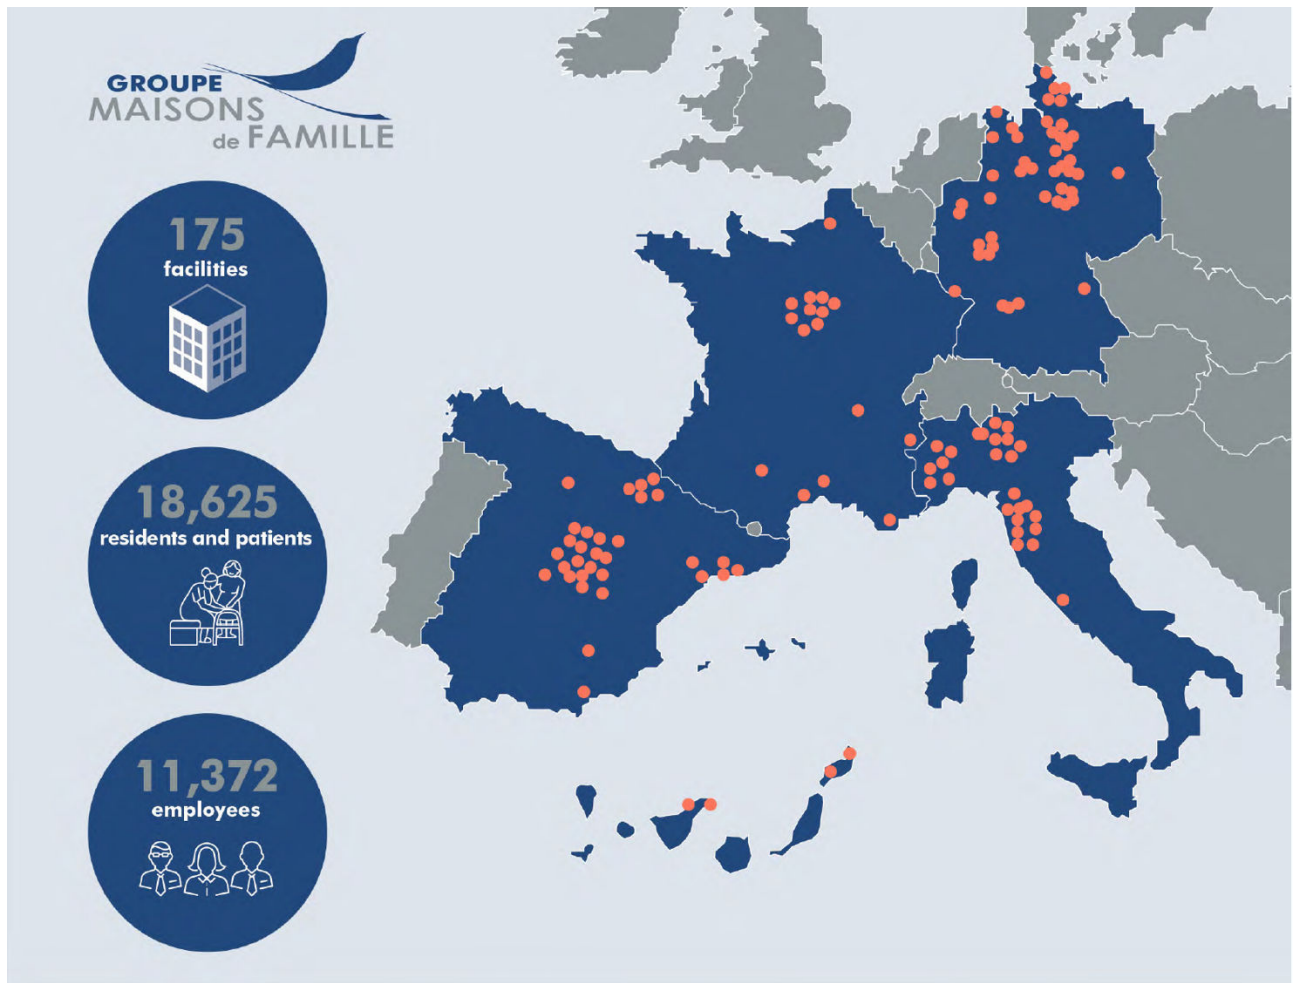 GROUPE
MAISONS
de FAMILLE
175
facilities
18,625
residents and patients
11,372
employees